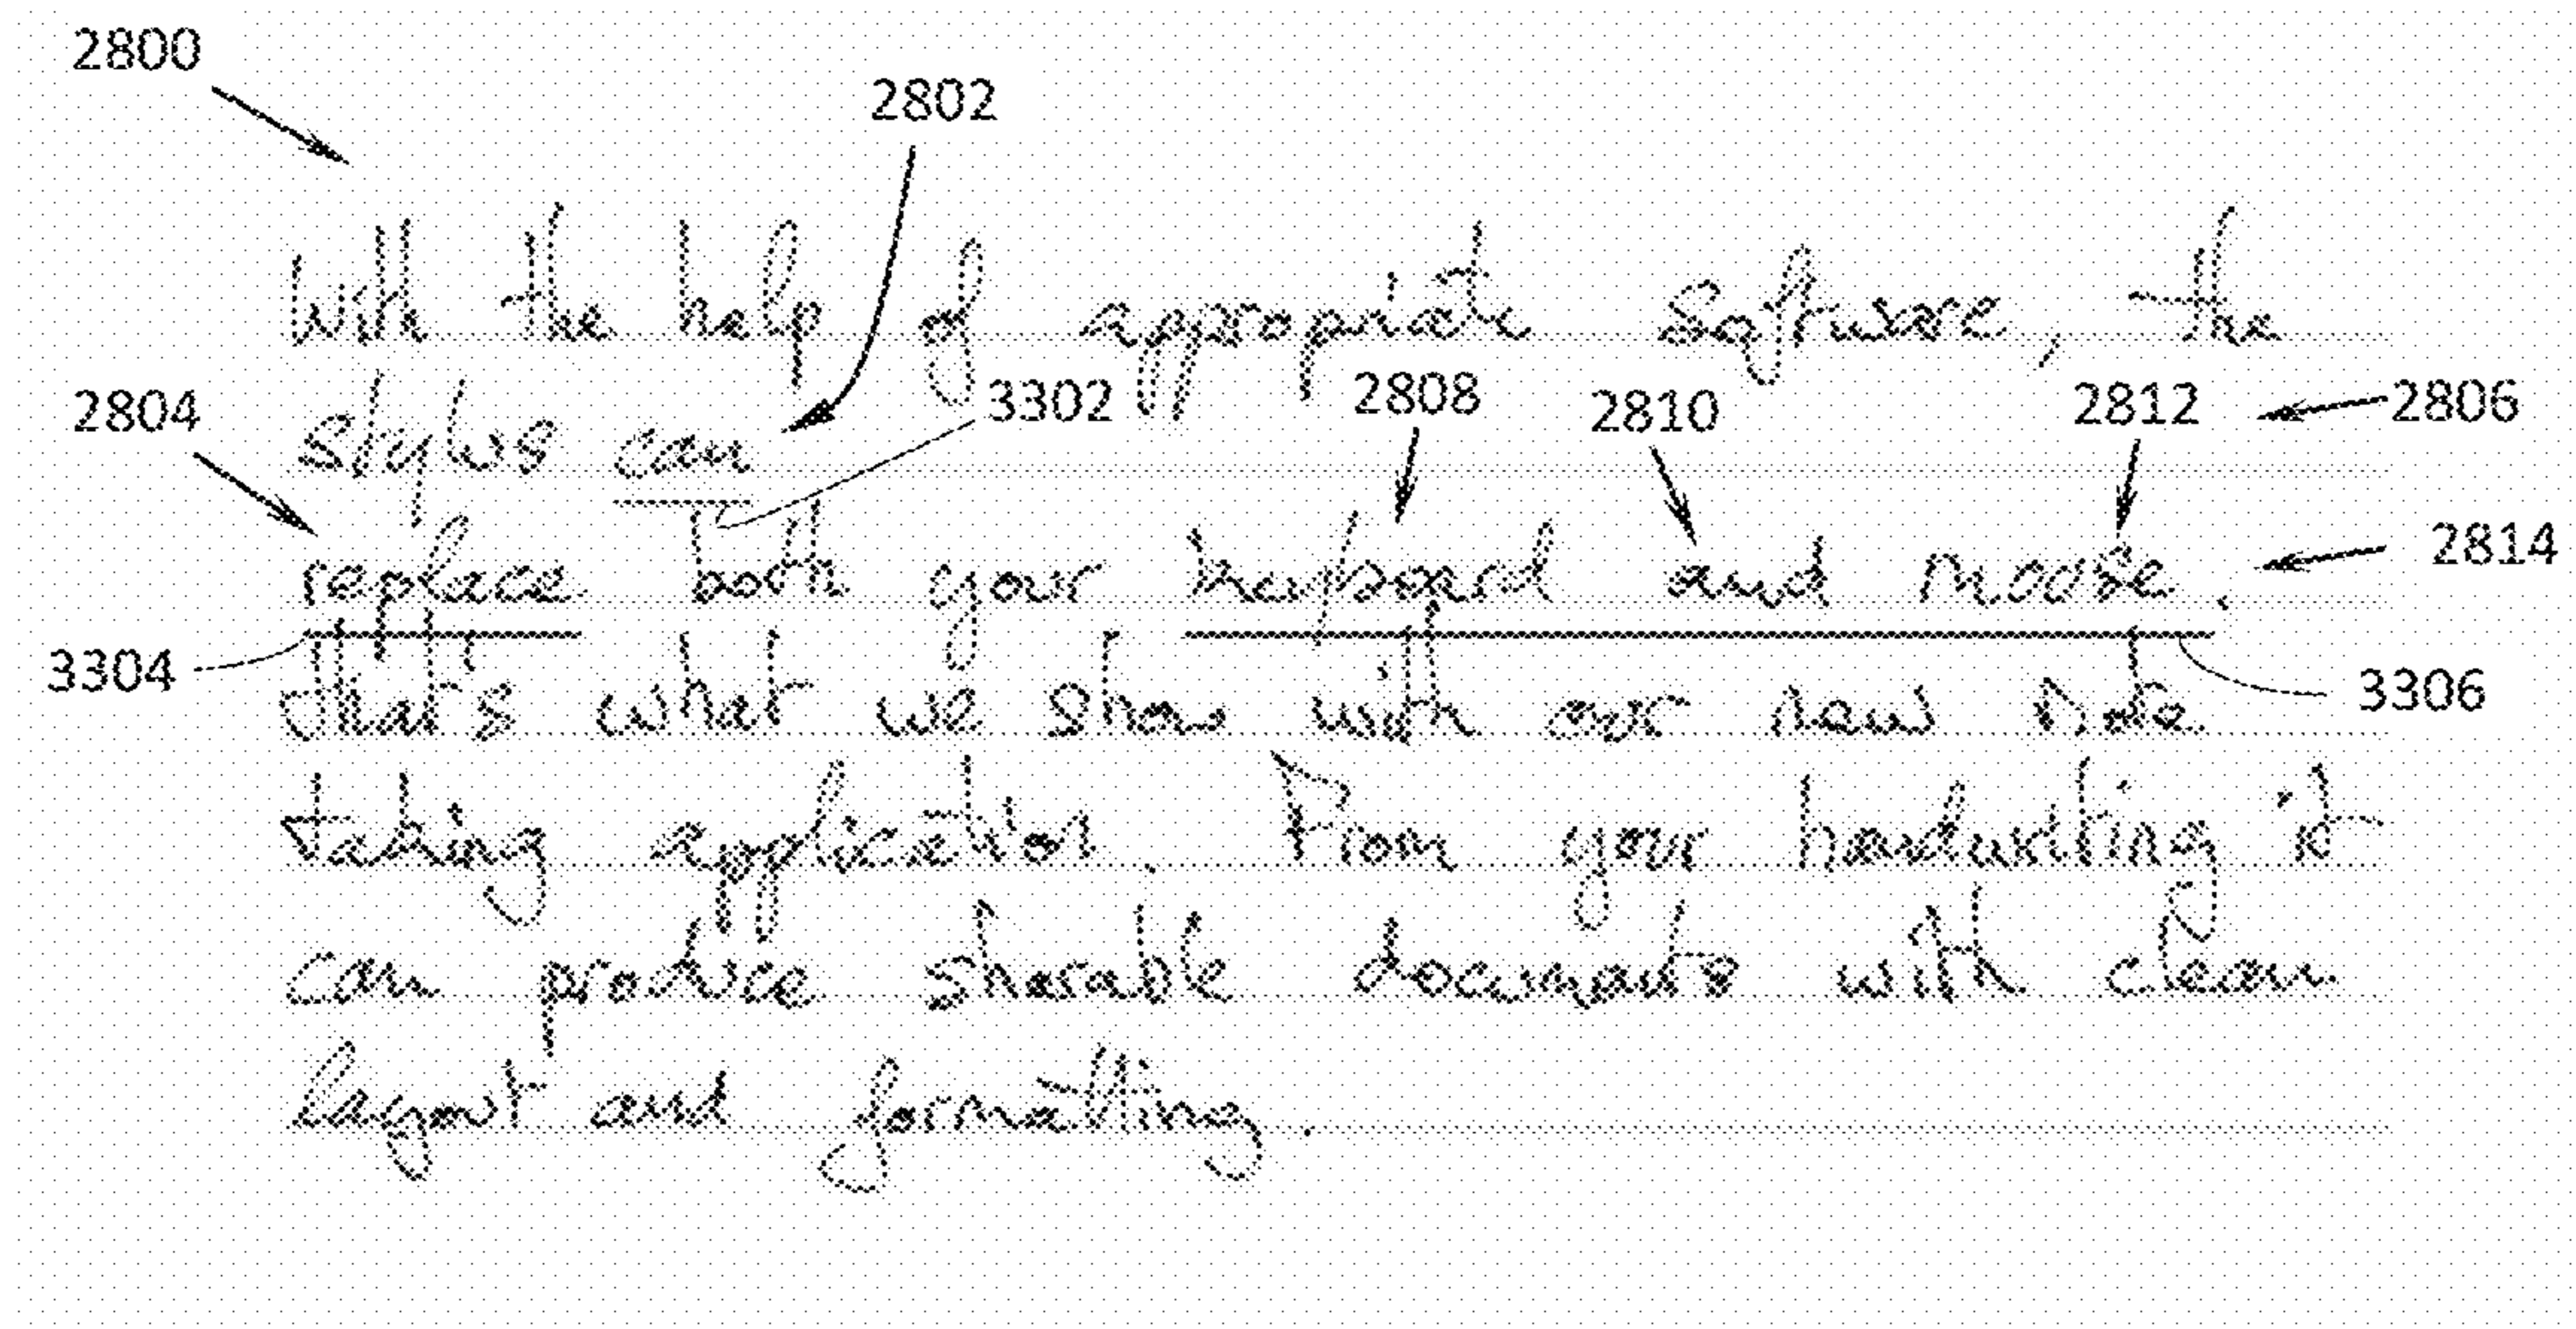 2800
2802
With the help of appropriate Software, the
2804 3302 2808 2810 2812 2806
stylus can
replace both your keyboard and mouse. 2814
3304 3306
that's what we show with our new Note
taking application. From your handwriting it
can produce sharable documents with clean
layout and formatting.